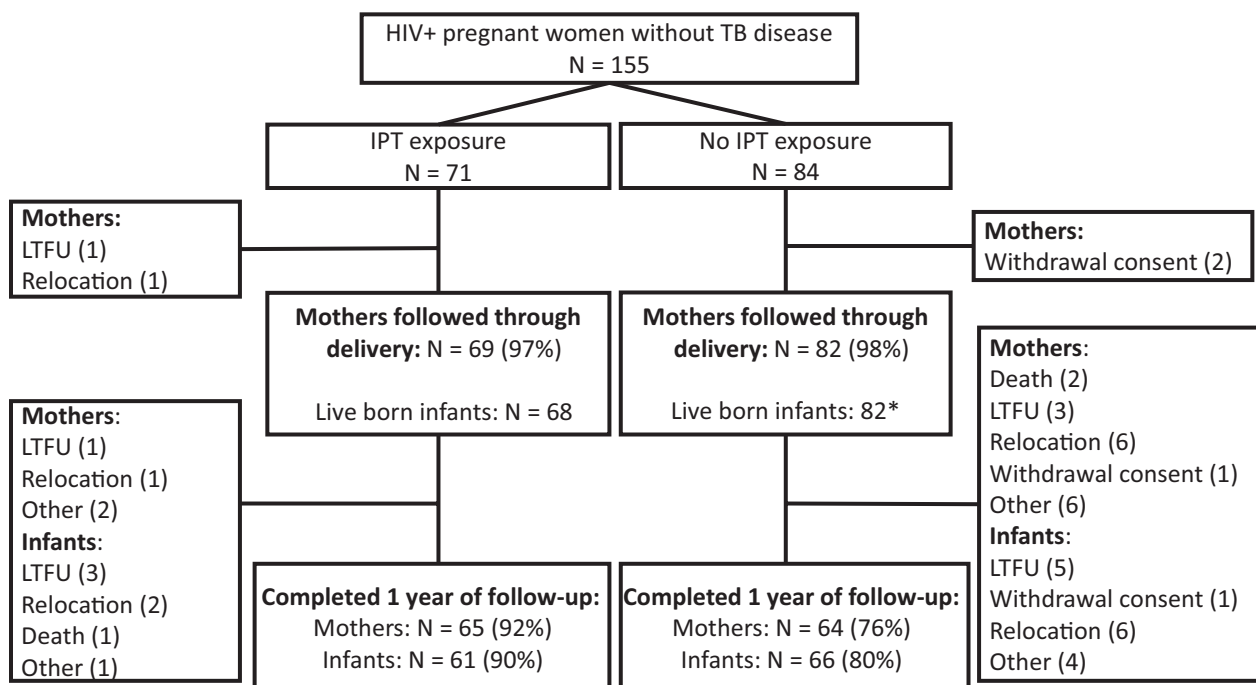 HIV+ pregnant women without TB disease
N = 155
IPT exposure
N = 71
No IPT exposure
N = 84
Mothers:
LTFU (1)
Relocation (1)
Mothers:
Withdrawal consent (2)
Mothers followed through
delivery: N = 69 (97%)
Live born infants: N = 68
Mothers followed through
delivery: N = 82 (98%)
Live born infants: 82*
Mothers:
LTFU (1)
Relocation (1)
Other (2)
Infants:
LTFU (3)
Relocation (2)
Death (1)
Other (1)
Mothers:
Death (2)
LTFU (3)
Relocation (6)
Withdrawal consent (1)
Other (6)
Infants:
LTFU (5)
Withdrawal consent (1)
Relocation (6)
Other (4)
Completed 1 year of follow-up:
Mothers: N = 65 (92%)
Infants: N = 61 (90%)
Completed 1 year of follow-up:
Mothers: N = 64 (76%)
Infants: N = 66 (80%)